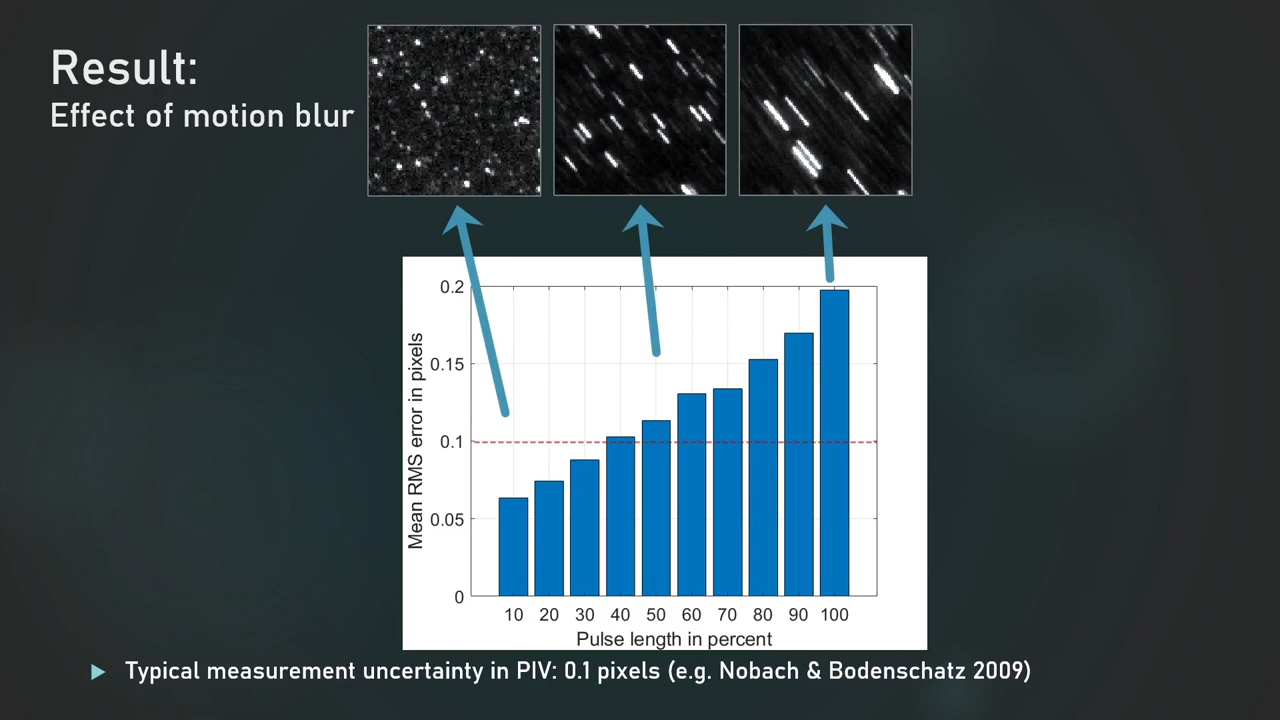 Result:
Effect of motion blur
0.2
0.15
0.1
0.05
0
Mean RMS error in pixels
10 20 30 40 50 60 70 80 90 100
Pulse length in percent
Typical measurement uncertainty in PIV: 0.1 pixels (e.g. Nobach & Bodenschatz 2009)